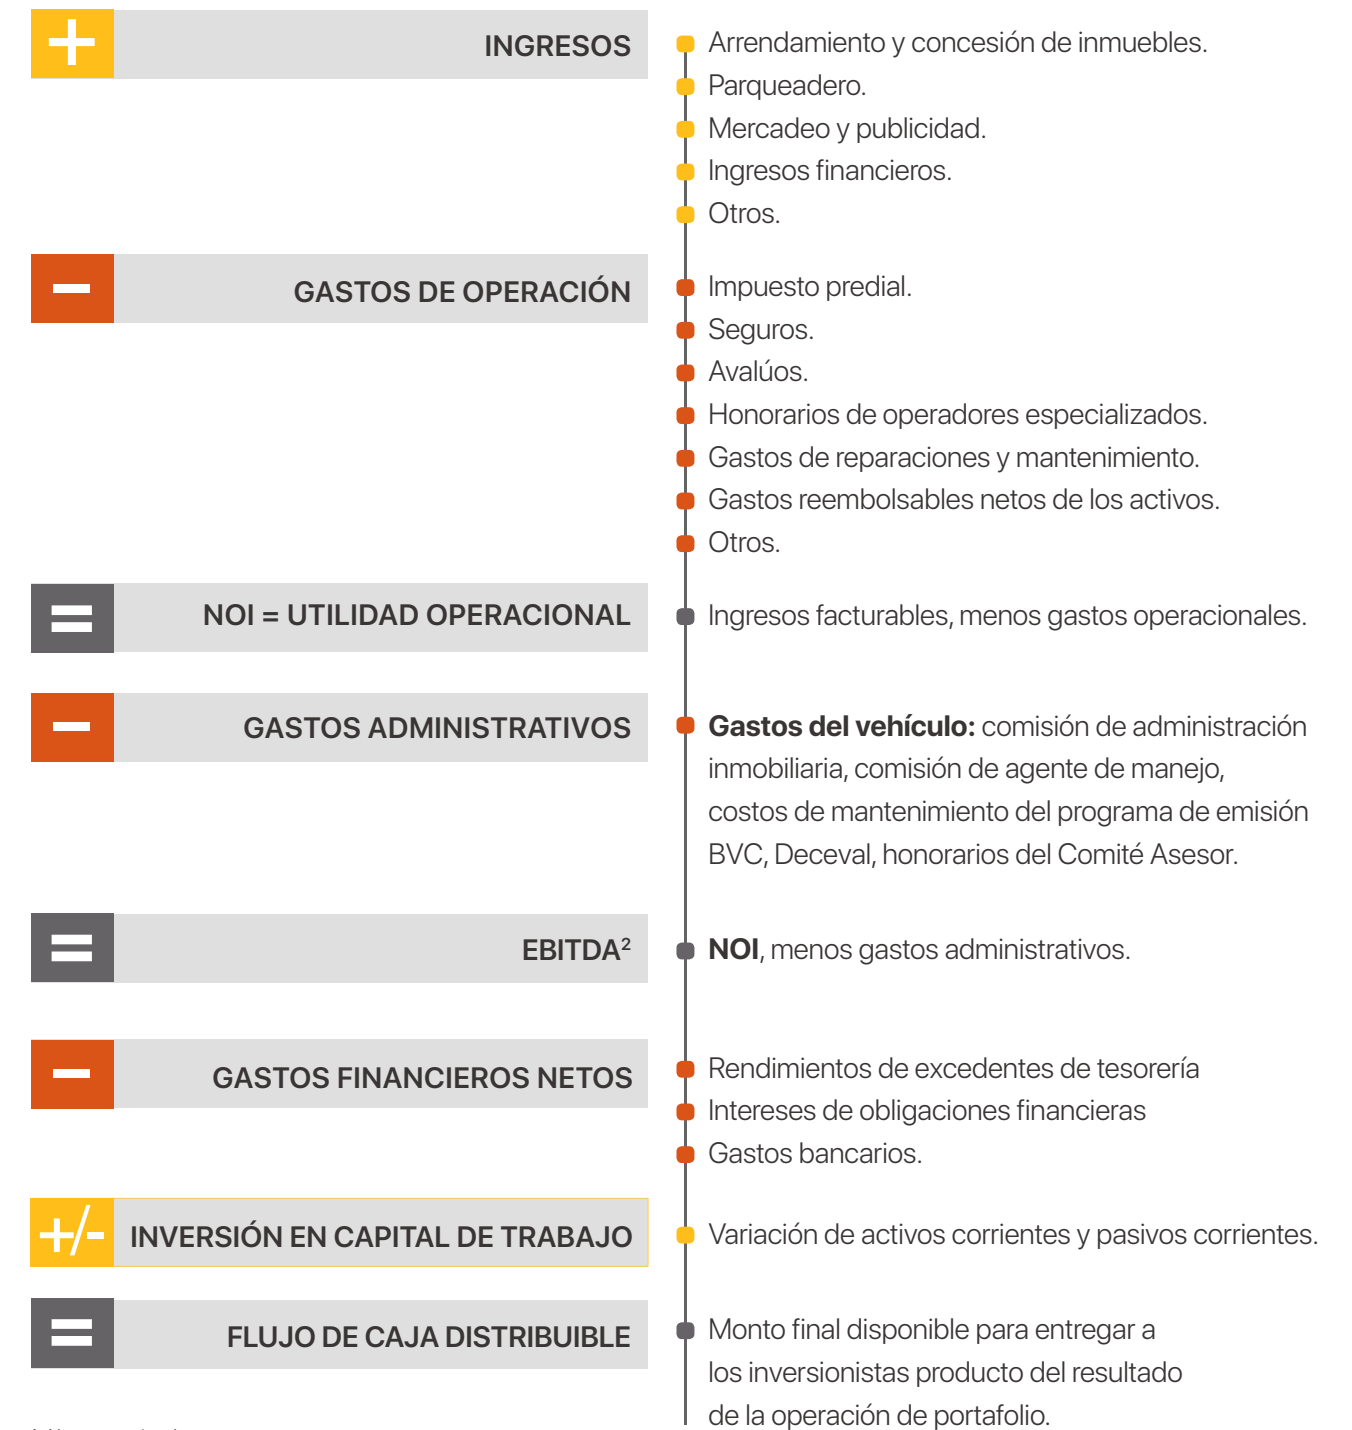 + INGRESOS
Arrendamiento y concesión de inmuebles.
Parqueadero.
Mercadeo y publicidad.
Ingresos financieros.
Otros.
− GASTOS DE OPERACIÓN
Impuesto predial.
Seguros.
Avalúos.
Honorarios de operadores especializados.
Gastos de reparaciones y mantenimiento.
Gastos reembolsables netos de los activos.
Otros.
= NOI = UTILIDAD OPERACIONAL
Ingresos facturables, menos gastos operacionales.
− GASTOS ADMINISTRATIVOS
Gastos del vehículo: comisión de administración
inmobiliaria, comisión de agente de manejo,
costos de mantenimiento del programa de emisión
BVC, Deceval, honorarios del Comité Asesor.
= EBITDA²
NOI, menos gastos administrativos.
− GASTOS FINANCIEROS NETOS
Rendimientos de excedentes de tesorería
Intereses de obligaciones financieras
Gastos bancarios.
+/- INVERSIÓN EN CAPITAL DE TRABAJO
Variación de activos corrientes y pasivos corrientes.
= FLUJO DE CAJA DISTRIBUIBLE
Monto final disponible para entregar a
los inversionistas producto del resultado
de la operación de portafolio.